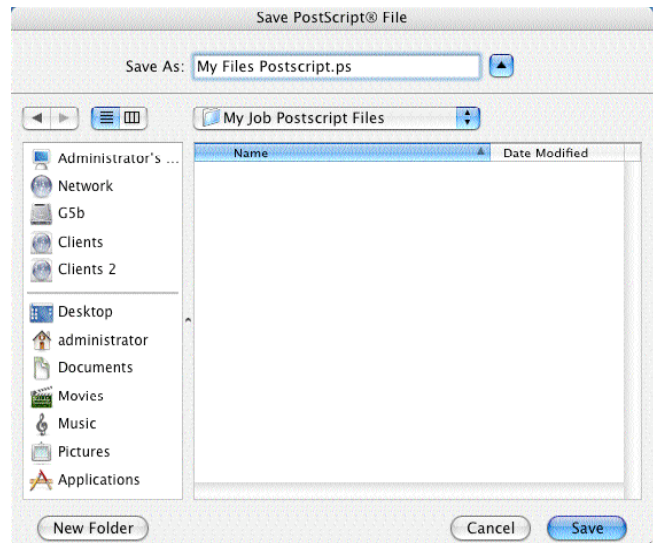 Save PostScript® File
Save As: My Files Postscript.ps
My Job Postscript Files
Name Date Modified
Administrator's ...
Network
G5b
Clients
Clients 2
Desktop
administrator
Documents
Movies
Music
Pictures
Applications
New Folder Cancel Save